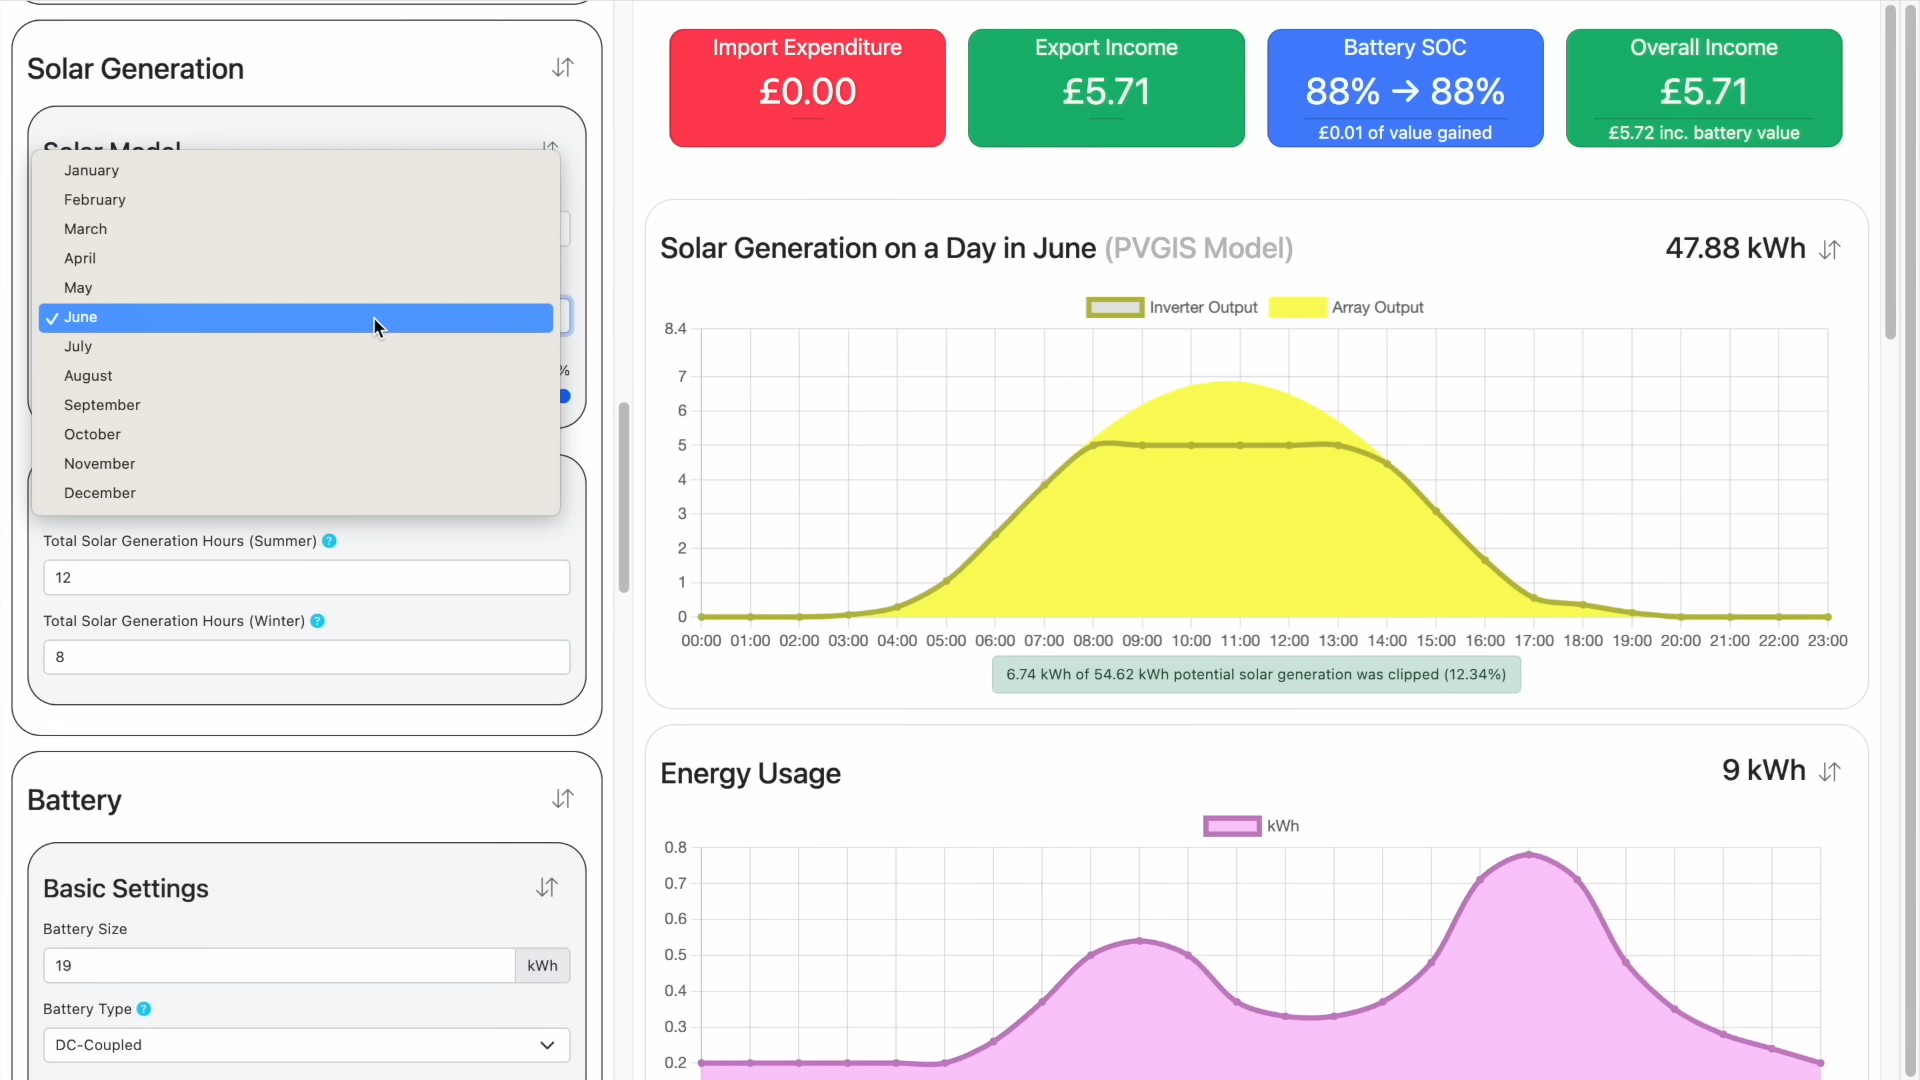 Solar Generation
Solar Model
January
February
March
April
May
June
July
August
September
October
November
December
%
Total Solar Generation Hours (Summer) ?
12
Total Solar Generation Hours (Winter) ?
8
Battery
Basic Settings
Battery Size
19 kWh
Battery Type ?
DC-Coupled
Import Expenditure
£0.00
Export Income
£5.71
Battery SOC
88% → 88%
£0.01 of value gained
Overall Income
£5.71
£5.72 inc. battery value
Solar Generation on a Day in June (PVGIS Model)
47.88 kWh
Inverter Output Array Output
8.4
7
6
5
4
3
2
1
0
00:00 01:00 02:00 03:00 04:00 05:00 06:00 07:00 08:00 09:00 10:00 11:00 12:00 13:00 14:00 15:00 16:00 17:00 18:00 19:00 20:00 21:00 22:00 23:00
6.74 kWh of 54.62 kWh potential solar generation was clipped (12.34%)
Energy Usage
9 kWh
kWh
0.8
0.7
0.6
0.5
0.4
0.3
0.2